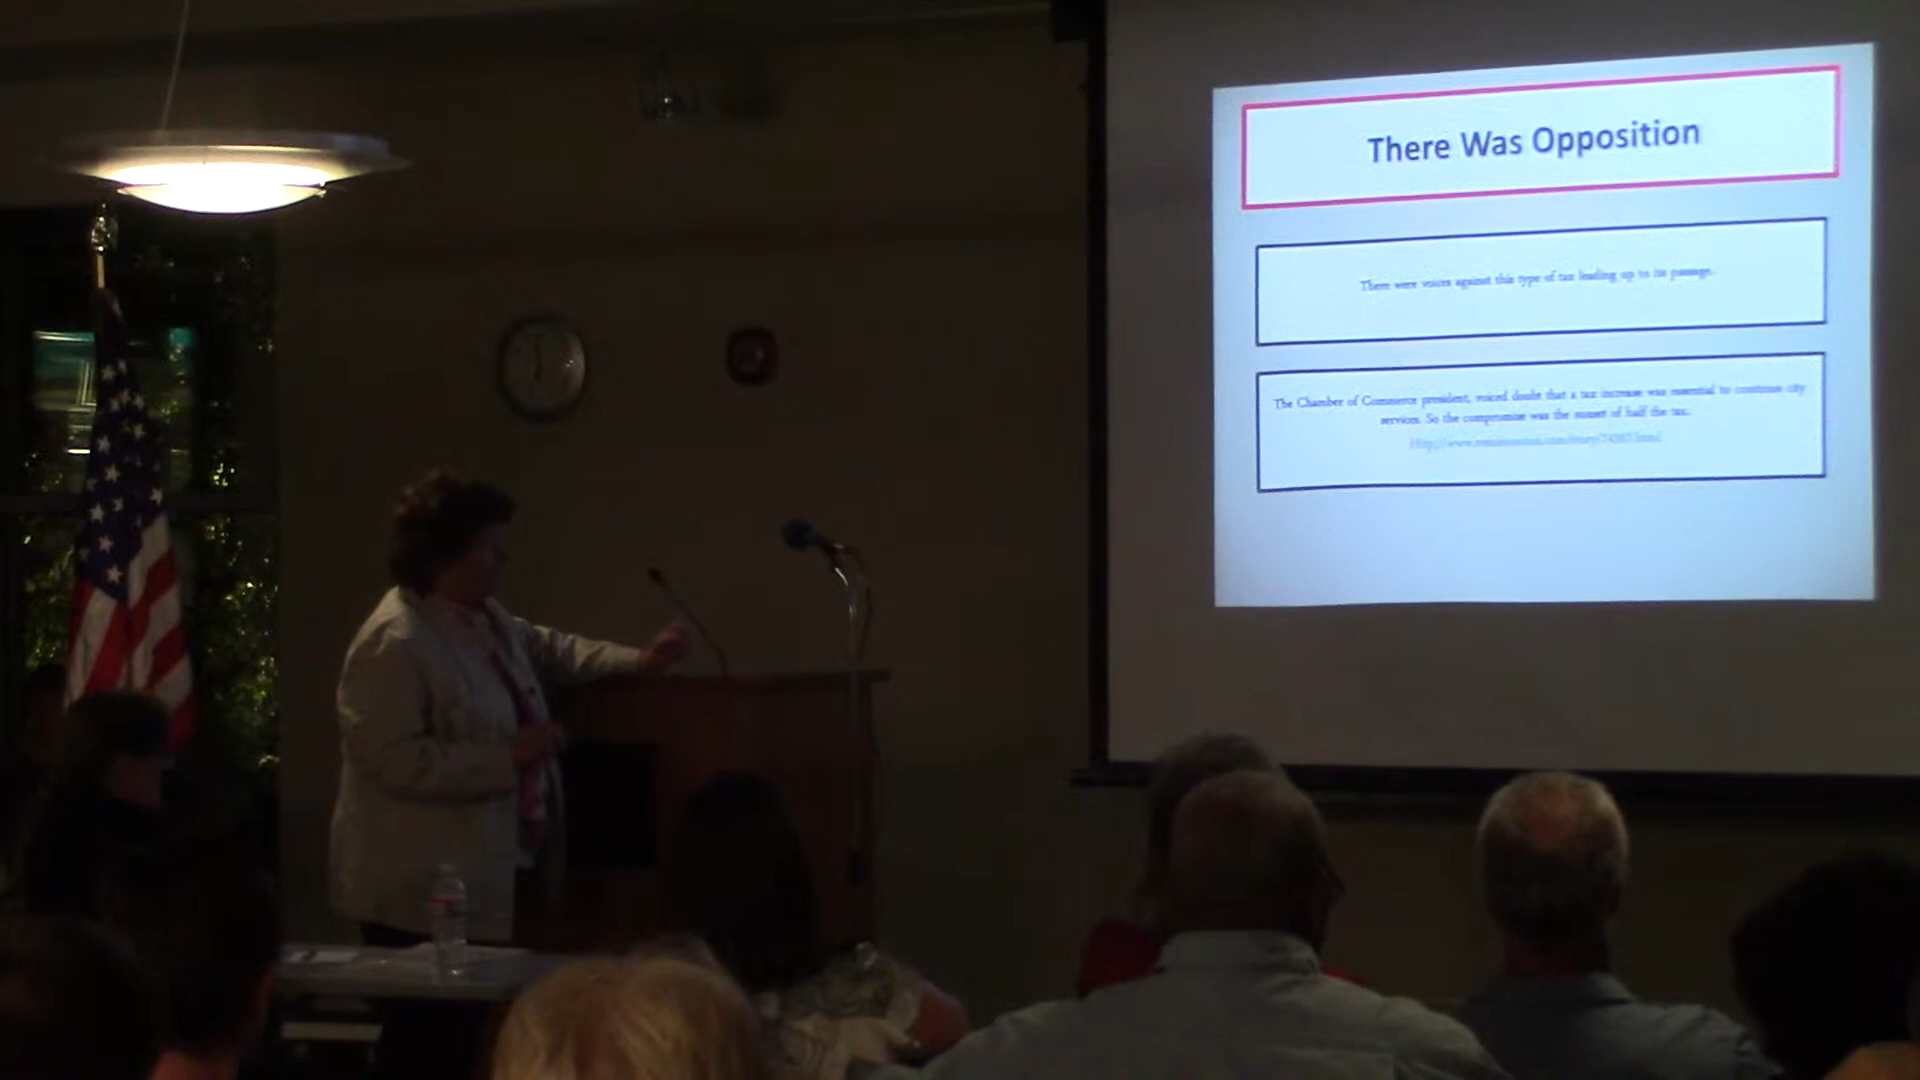 There Was Opposition
There were voices against this type of tax leading up to its passage.
The Chamber of Commerce president, voiced doubt that a tax increase was essential to continue city
services. So the compromise was the sunset of half the tax.